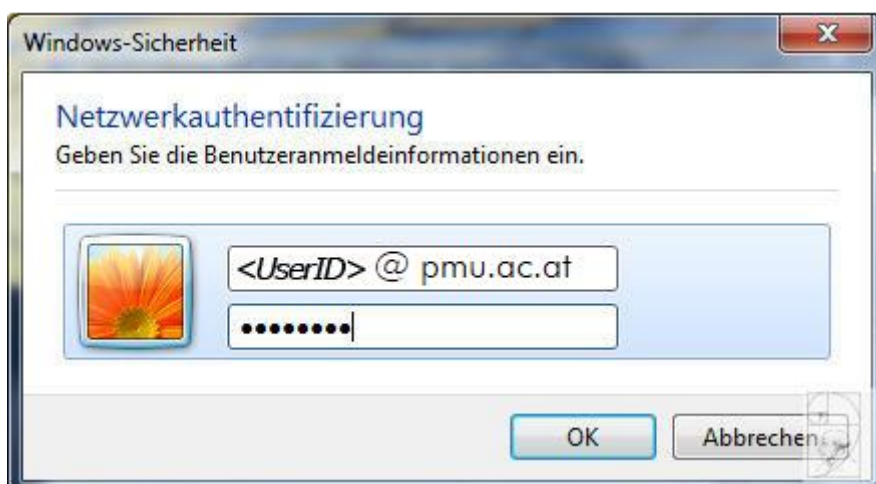 Windows-Sicherheit
Netzwerkauthentifizierung
Geben Sie die Benutzeranmeldeinformationen ein.
<UserID> @ pmu.ac.at
••••••••
OK
Abbrechen